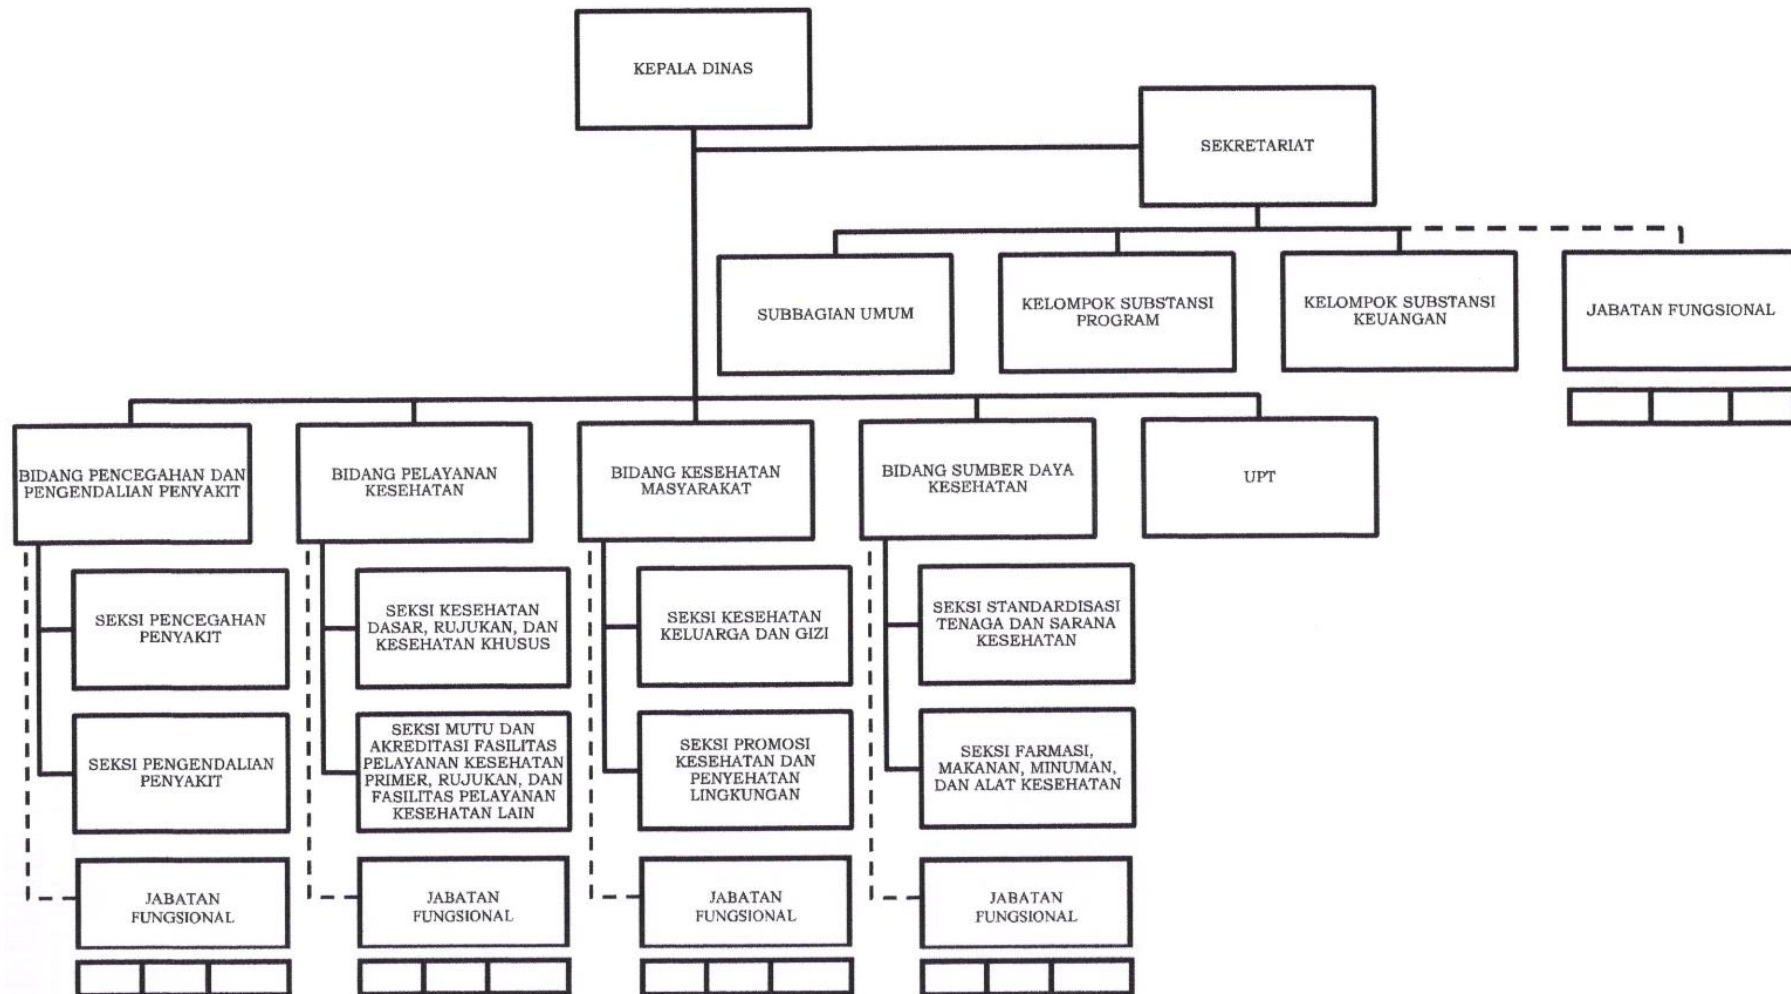 KEPALA DINAS
SEKRETARIAT
SUBBAGIAN UMUM
KELOMPOK SUBSTANSI
PROGRAM
KELOMPOK SUBSTANSI
KEUANGAN
JABATAN FUNGSIONAL
BIDANG PENCEGAHAN DAN
PENGENDALIAN PENYAKIT
BIDANG PELAYANAN
KESEHATAN
BIDANG KESEHATAN
MASYARAKAT
BIDANG SUMBER DAYA
KESEHATAN
UPT
SEKSI PENCEGAHAN
PENYAKIT
SEKSI KESEHATAN
DASAR, RUJUKAN, DAN
KESEHATAN KHUSUS
SEKSI KESEHATAN
KELUARGA DAN GIZI
SEKSI STANDARDISASI
TENAGA DAN SARANA
KESEHATAN
SEKSI PENGENDALIAN
PENYAKIT
SEKSI MUTU DAN
AKREDITASI FASILITAS
PELAYANAN KESEHATAN
PRIMER, RUJUKAN, DAN
FASILITAS PELAYANAN
KESEHATAN LAIN
SEKSI PROMOSI
KESEHATAN DAN
PENYEHATAN
LINGKUNGAN
SEKSI FARMASI,
MAKANAN, MINUMAN,
DAN ALAT KESEHATAN
JABATAN
FUNGSIONAL
JABATAN
FUNGSIONAL
JABATAN
FUNGSIONAL
JABATAN
FUNGSIONAL